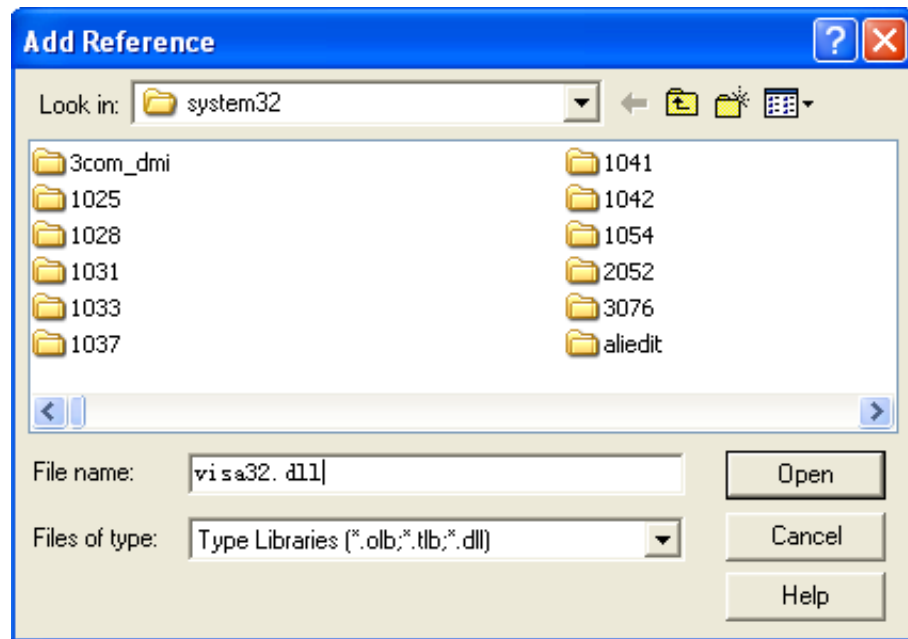 Add Reference
Look in: system32
3com_dmi
1025
1028
1031
1033
1037
1041
1042
1054
2052
3076
aliedit
File name: visa32.dll
Files of type: Type Libraries (*.olb;*.tlb;*.dll)
Open
Cancel
Help